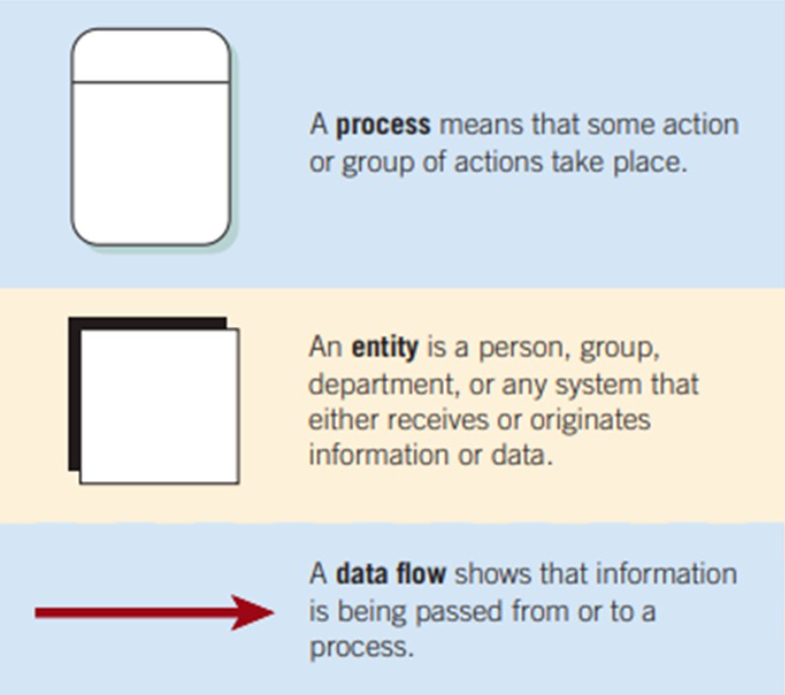 A process means that some action
or group of actions take place.
An entity is a person, group,
department, or any system that
either receives or originates
information or data.
A data flow shows that information
is being passed from or to a
process.